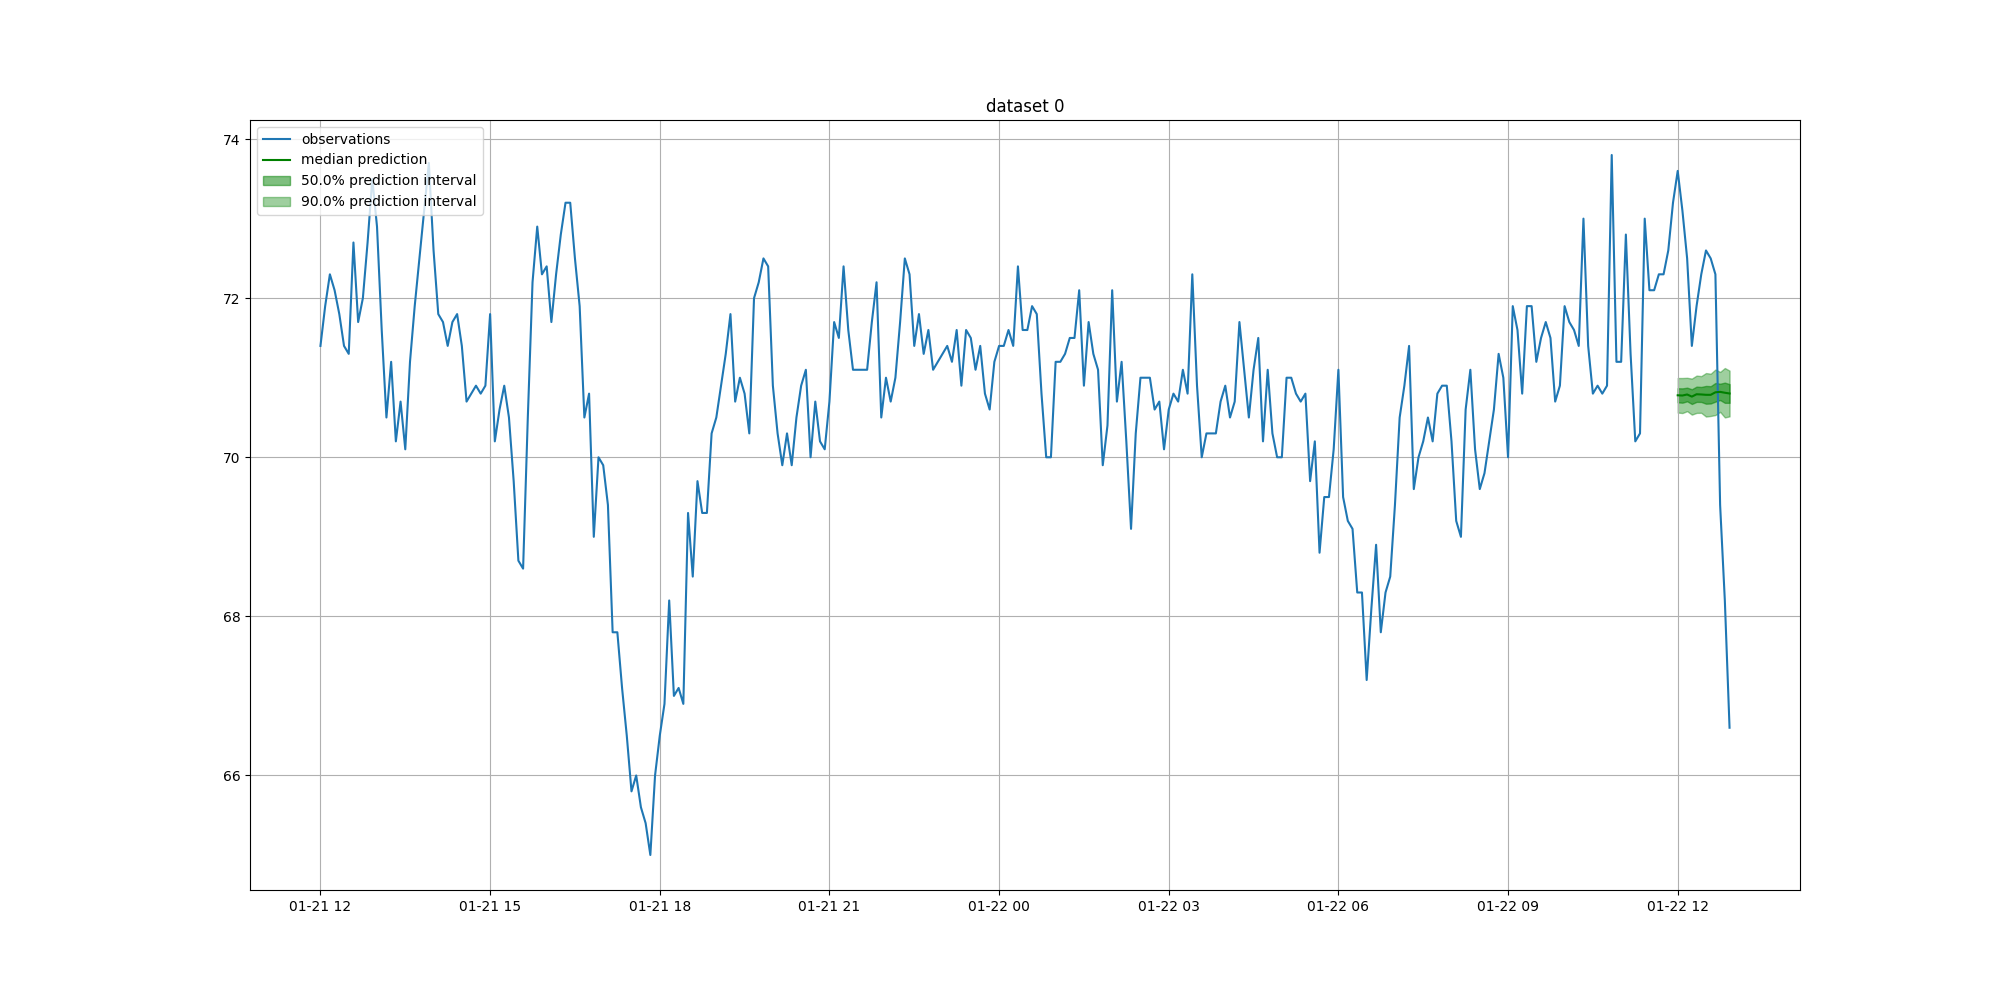 dataset 0
observations
median prediction
50.0% prediction interval
90.0% prediction interval
74
72
70
68
66
01-21 12
01-21 15
01-21 18
01-21 21
01-22 00
01-22 03
01-22 06
01-22 09
01-22 12